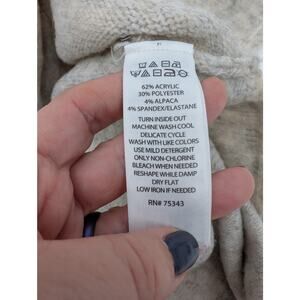 62% ACRYLIC
30% POLYESTER
4% ALPACA
4% SPANDEX/ELASTANE
TURN INSIDE OUT
MACHINE WASH COOL
DELICATE CYCLE
WASH WITH LIKE COLORS
USE MILD DETERGENT
ONLY NON-CHLORINE
BLEACH WHEN NEEDED
RESHAPE WHILE DAMP
DRY FLAT
LOW IRON IF NEEDED
RN# 75343